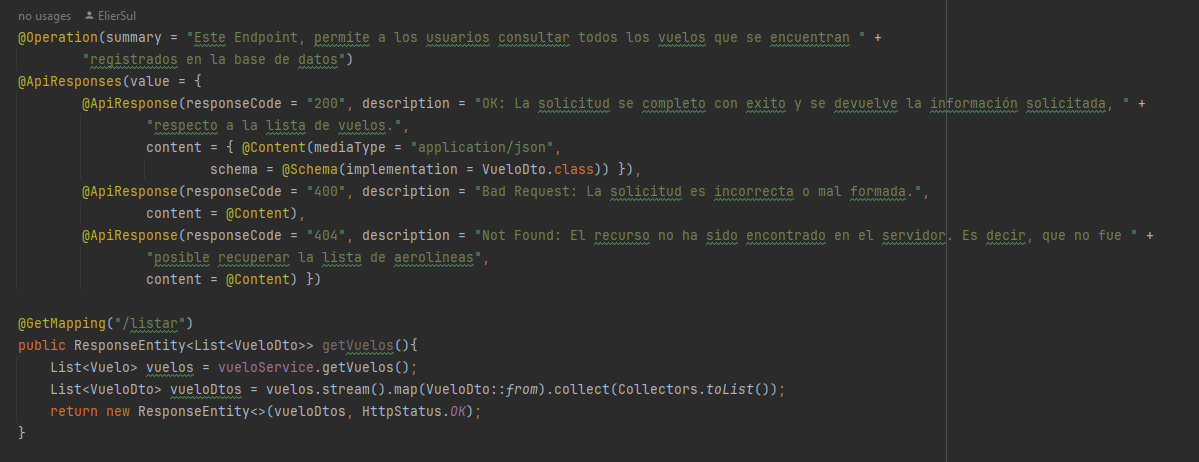 no usages ElierSul
@Operation(summary = "Este Endpoint, permite a los usuarios consultar todos los vuelos que se encuentran " +
"registrados en la base de datos")
@ApiResponses(value = {
@ApiResponse(responseCode = "200", description = "OK: La solicitud se completo con exito y se devuelve la información solicitada, " +
"respecto a la lista de vuelos.",
content = { @Content(mediaType = "application/json",
schema = @Schema(implementation = VueloDto.class)) }),
@ApiResponse(responseCode = "400", description = "Bad Request: La solicitud es incorrecta o mal formada.",
content = @Content),
@ApiResponse(responseCode = "404", description = "Not Found: El recurso no ha sido encontrado en el servidor. Es decir, que no fue " +
"posible recuperar la lista de aerolineas",
content = @Content) })
@GetMapping("/listar")
public ResponseEntity<List<VueloDto>> getVuelos(){
List<Vuelo> vuelos = vueloService.getVuelos();
List<VueloDto> vueloDtos = vuelos.stream().map(VueloDto::from).collect(Collectors.toList());
return new ResponseEntity<>(vueloDtos, HttpStatus.OK);
}